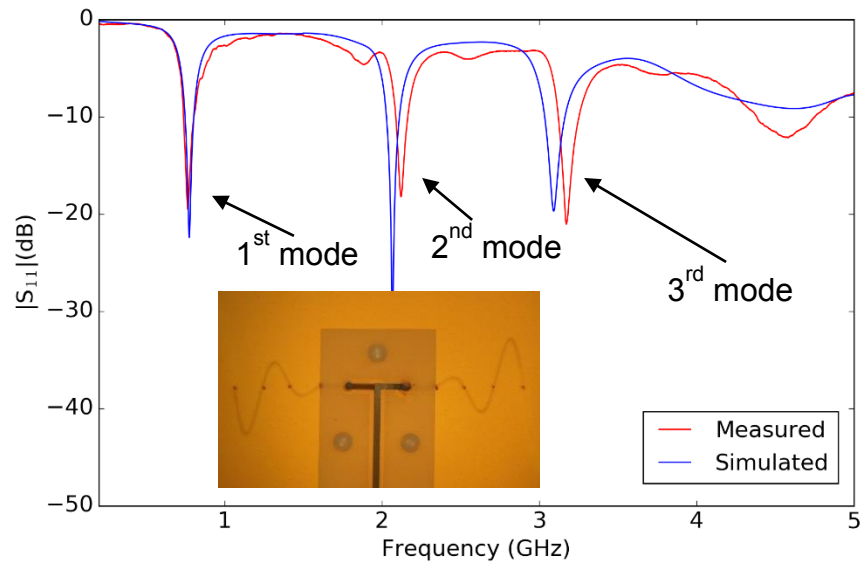 0
−10
−20
−30
−40
−50
|S₁₁|(dB)
1st mode
2nd mode
3rd mode
Measured
Simulated
1
2
3
4
5
Frequency (GHz)